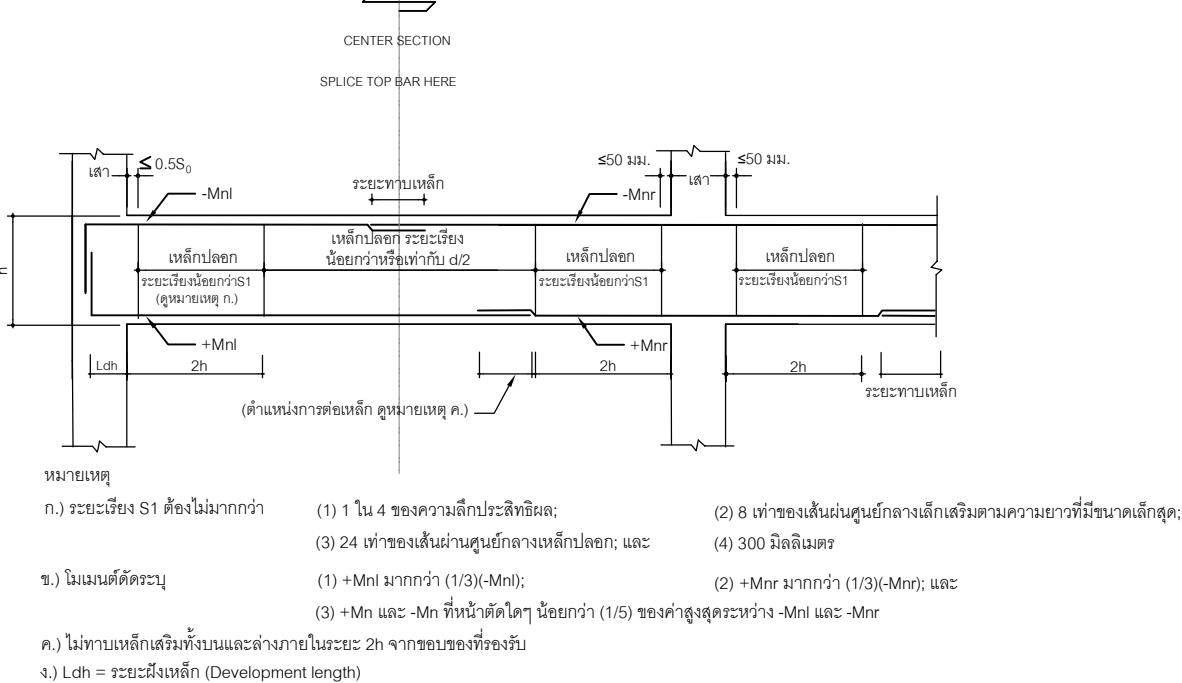 CENTER SECTION
SPLICE TOP BAR HERE
เสา
≤ 0.5S0
-Mnl
ระยะทาบเหล็ก
-Mnr
≤50 มม.
เสา
≤50 มม.
เหล็กปลอก
ระยะเรียงน้อยกว่าS1
(ดูหมายเหตุ ก.)
เหล็กปลอก ระยะเรียง
น้อยกว่าหรือเท่ากับ d/2
เหล็กปลอก
ระยะเรียงน้อยกว่าS1
เหล็กปลอก
ระยะเรียงน้อยกว่าS1
h
+Mnl
+Mnr
Ldh
2h
2h
2h
ระยะทาบเหล็ก
(ตำแหน่งการต่อเหล็ก ดูหมายเหตุ ค.)
หมายเหตุ
ก.) ระยะเรียง S1 ต้องไม่มากกว่า (1) 1 ใน 4 ของความลึกประสิทธิผล; (2) 8 เท่าของเส้นผ่นศูนย์กลางเล็กเสริมตามความยาวที่มีขนาดเล็กสุด;
(3) 24 เท่าของเส้นผ่านศูนย์กลางเหล็กปลอก; และ (4) 300 มิลลิเมตร
ข.) โมเมนต์ดัดระบุ (1) +Mnl มากกว่า (1/3)(-Mnl); (2) +Mnr มากกว่า (1/3)(-Mnr); และ
(3) +Mn และ -Mn ที่หน้าตัดใดๆ น้อยกว่า (1/5) ของค่าสูงสุดระหว่าง -Mnl และ -Mnr
ค.) ไม่ทาบเหล็กเสริมทั้งบนและล่างภายในระยะ 2h จากขอบของที่รองรับ
ง.) Ldh = ระยะฝังเหล็ก (Development length)